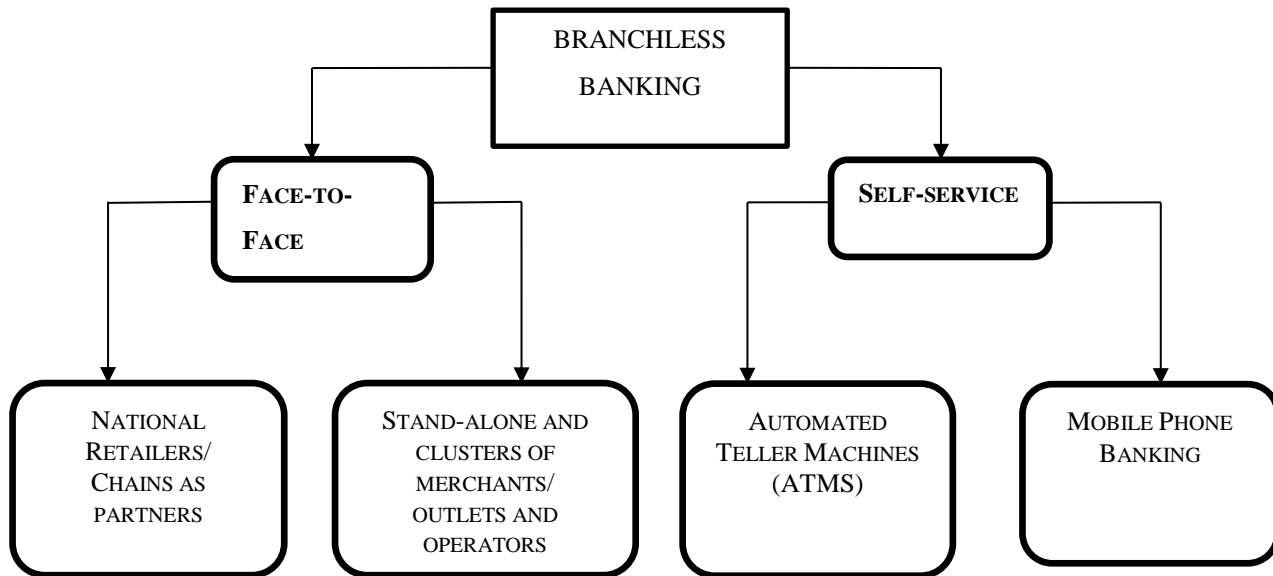 BRANCHLESS
BANKING
FACE-TO-
FACE
SELF-SERVICE
NATIONAL
RETAILERS/
CHAINS AS
PARTNERS
STAND-ALONE AND
CLUSTERS OF
MERCHANTS/
OUTLETS AND
OPERATORS
AUTOMATED
TELLER MACHINES
(ATMS)
MOBILE PHONE
BANKING